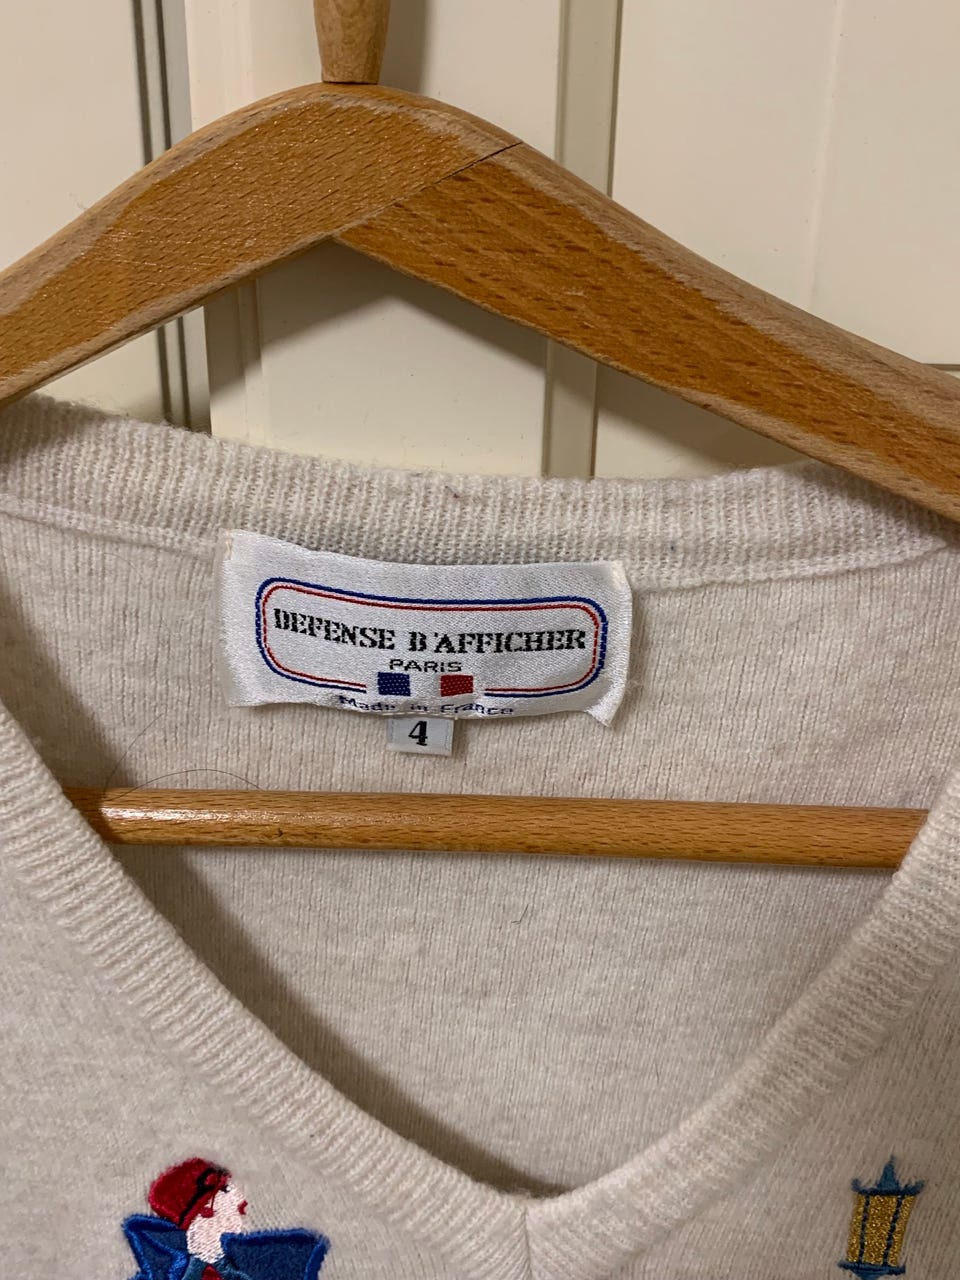 DEFENSE D'AFFICHER
PARIS
Made in France
4